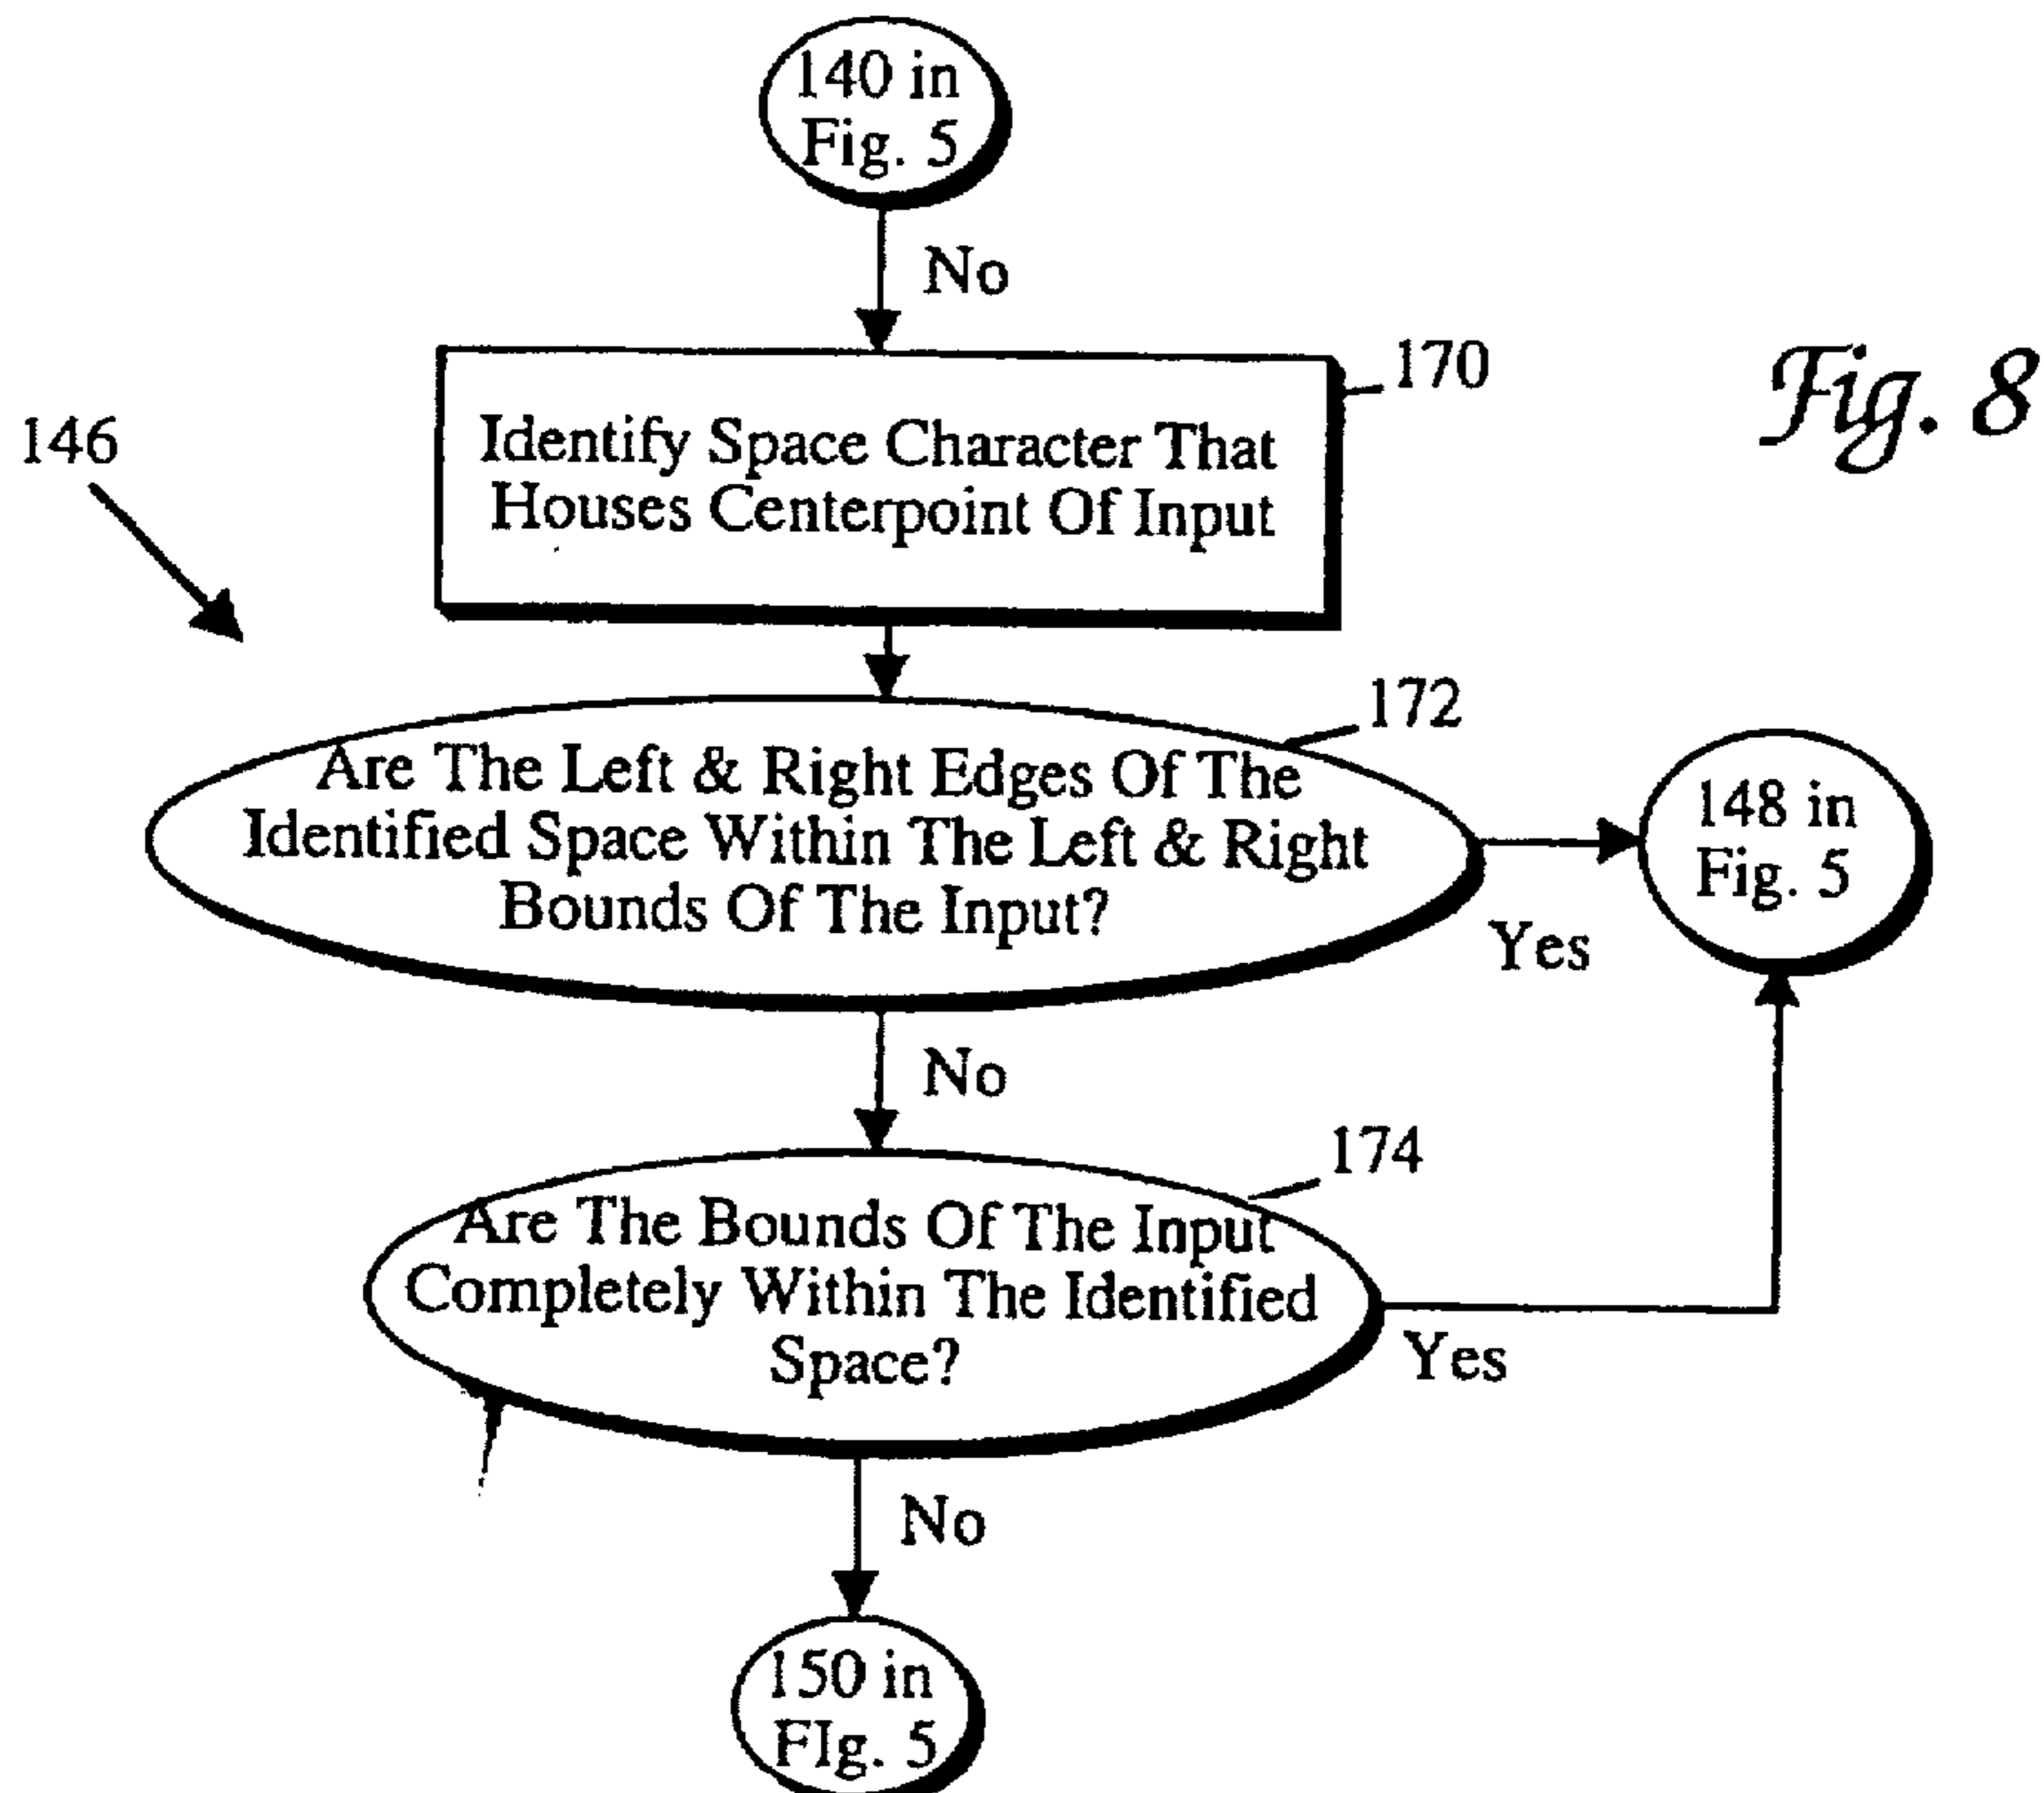 140 in
Fig. 5
No
170
Fig. 8
146
Identify Space Character That
Houses Centerpoint Of Input
172
Are The Left & Right Edges Of The
Identified Space Within The Left & Right
Bounds Of The Input?
148 in
Fig. 5
Yes
No
174
Are The Bounds Of The Input
Completely Within The Identified
Space?
Yes
No
150 in
FIg. 5